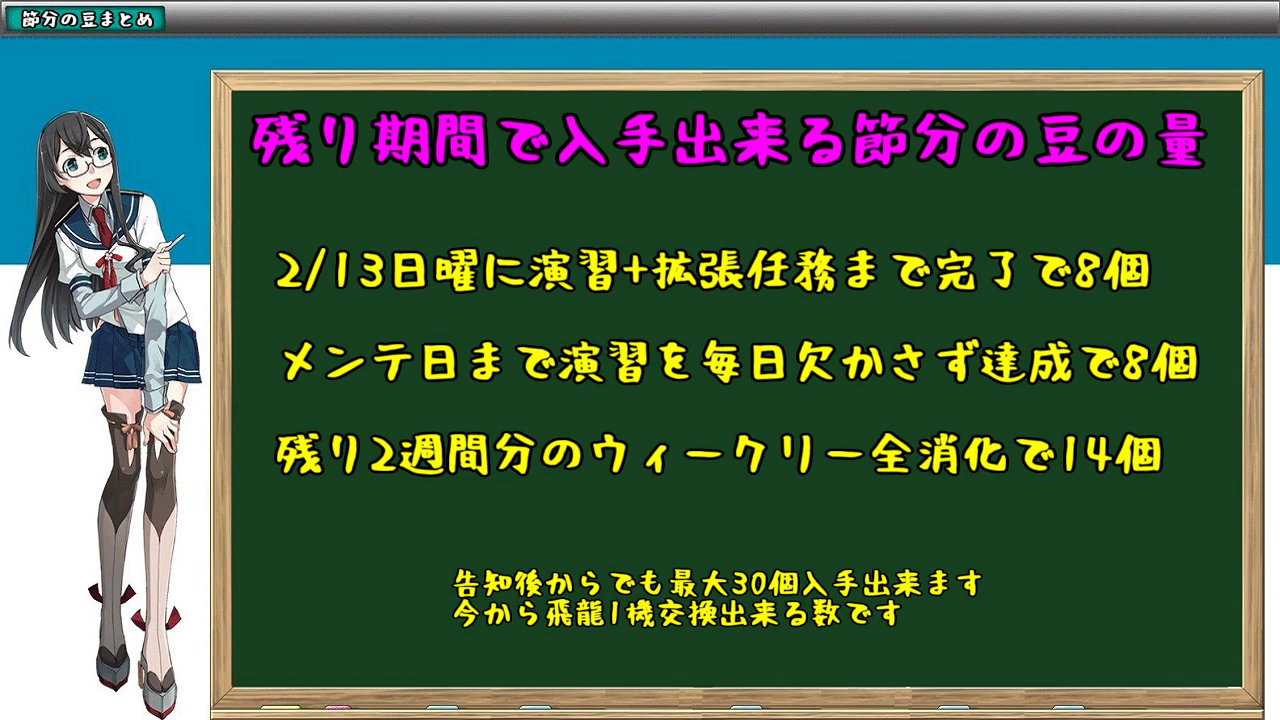 節分の豆まとめ
残り期間で入手出来る節分の豆の量
2/13日曜に演習+拡張任務まで完了で8個
メンテ日まで演習を毎日欠かさず達成で8個
残り2週間分のウィークリー全消化で14個
告知後からでも最大30個入手出来ます
今から飛龍1機交換出来る数です